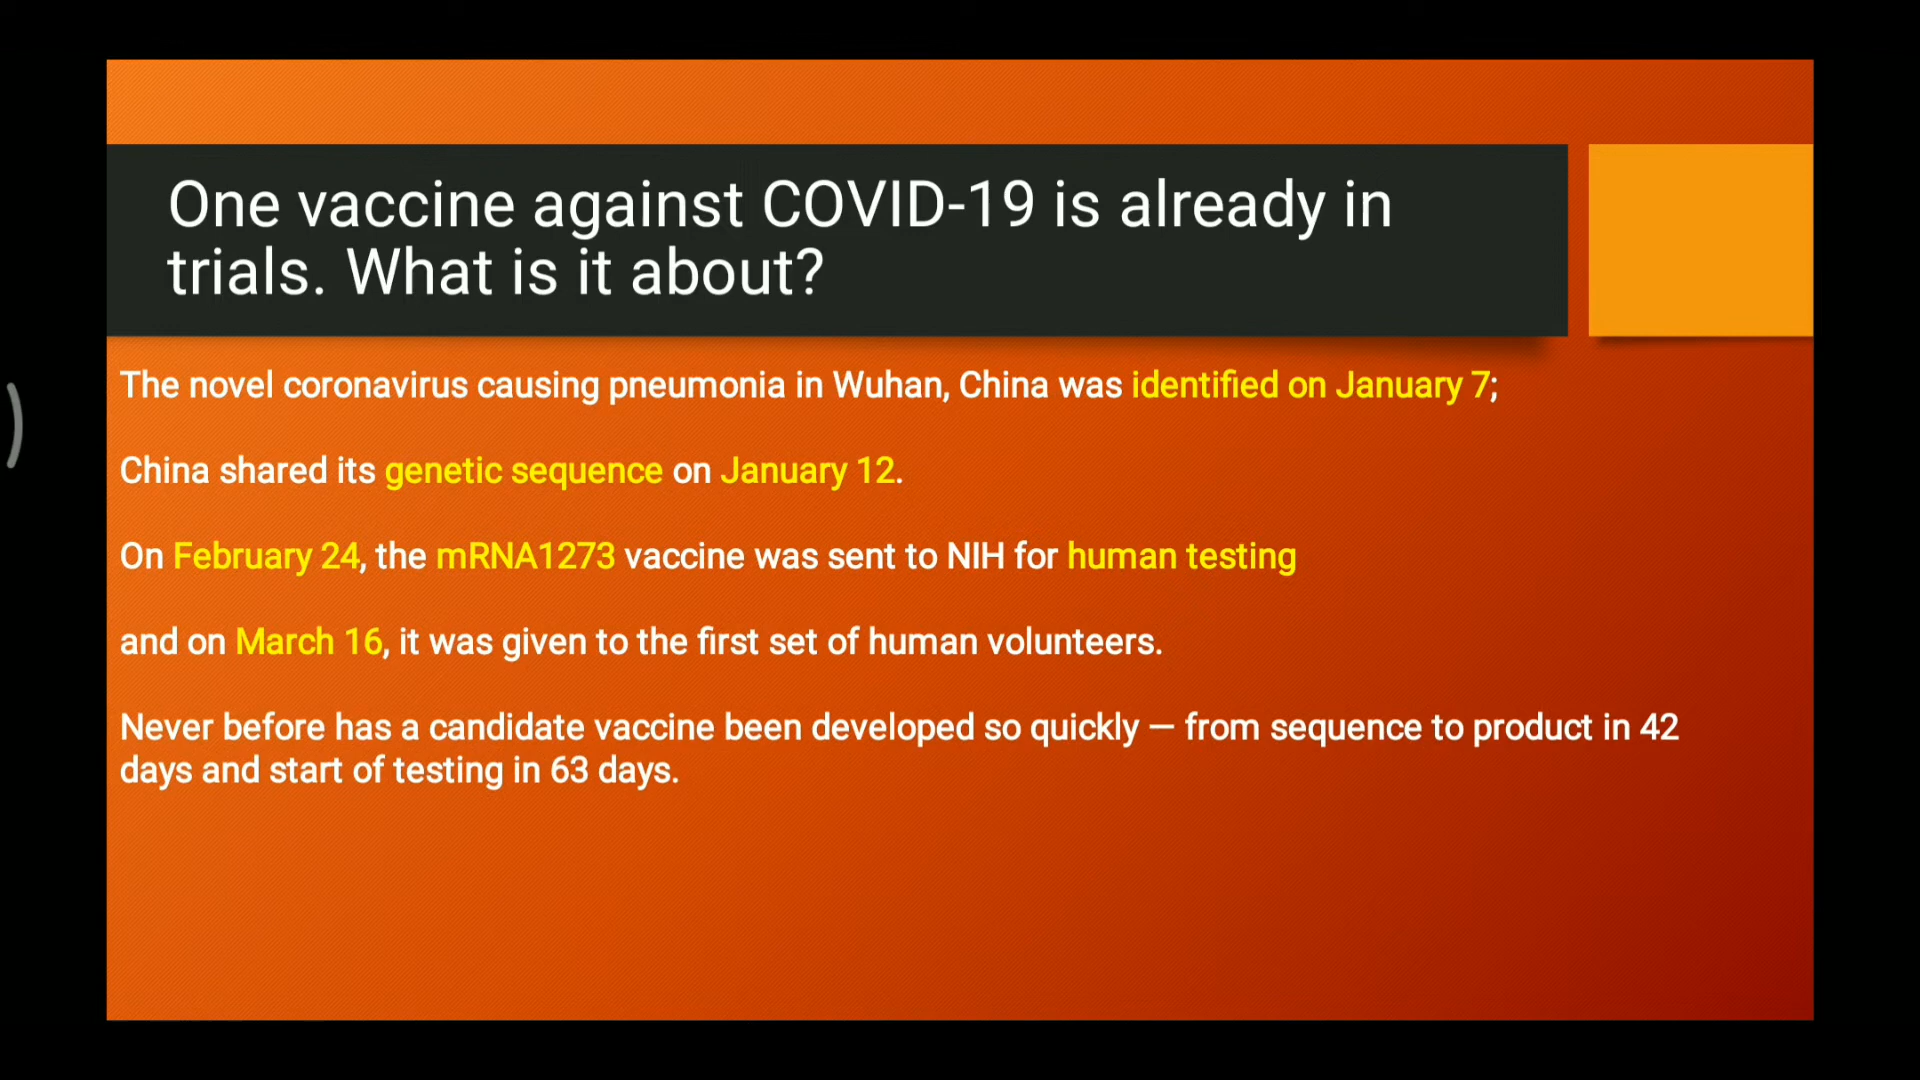 One vaccine against COVID-19 is already in
trials. What is it about?
The novel coronavirus causing pneumonia in Wuhan, China was identified on January 7;
China shared its genetic sequence on January 12.
On February 24, the mRNA1273 vaccine was sent to NIH for human testing
and on March 16, it was given to the first set of human volunteers.
Never before has a candidate vaccine been developed so quickly — from sequence to product in 42
days and start of testing in 63 days.